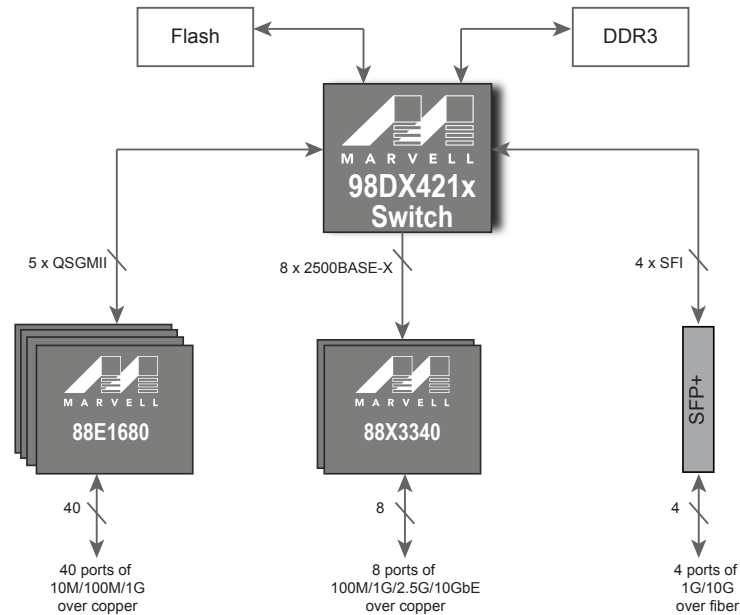 Flash
DDR3
MARVELL
98DX421x
Switch
5 x QSGMII
8 x 2500BASE-X
4 x SFI
MARVELL
88E1680
MARVELL
88X3340
SFP+
40
8
4
40 ports of
10M/100M/1G
over copper
8 ports of
100M/1G/2.5G/10GbE
over copper
4 ports of
1G/10G
over fiber